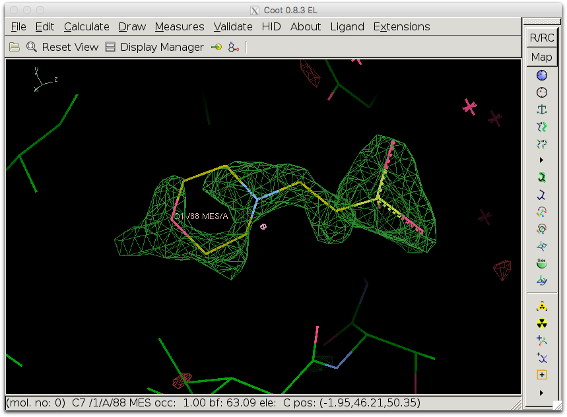 Coot 0.8.3 EL
File Edit Calculate Draw Measures Validate HID About Ligand Extensions
Reset View Display Manager
R/RC
Map
C1 /88 MES/A
(mol. no: 0) C7 /1/A/88 MES occ: 1.00 bf: 63.09 ele: C pos: (-1.95,46.21,50.35)